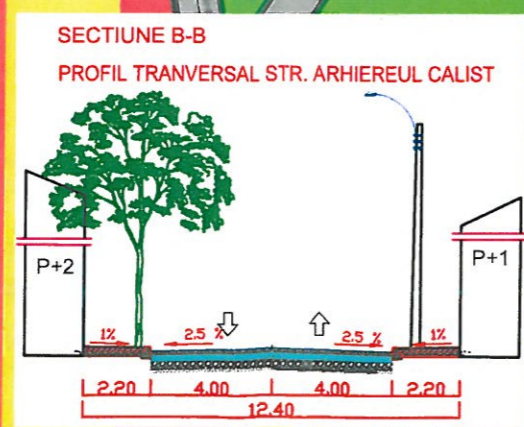 SECTIUNE B-B
PROFIL TRANVERSAL STR. ARHIEREUL CALIST
P+2
P+1
1% 2.5 % 2.5 % 1%
2.20 4.00 4.00 2.20
12.40